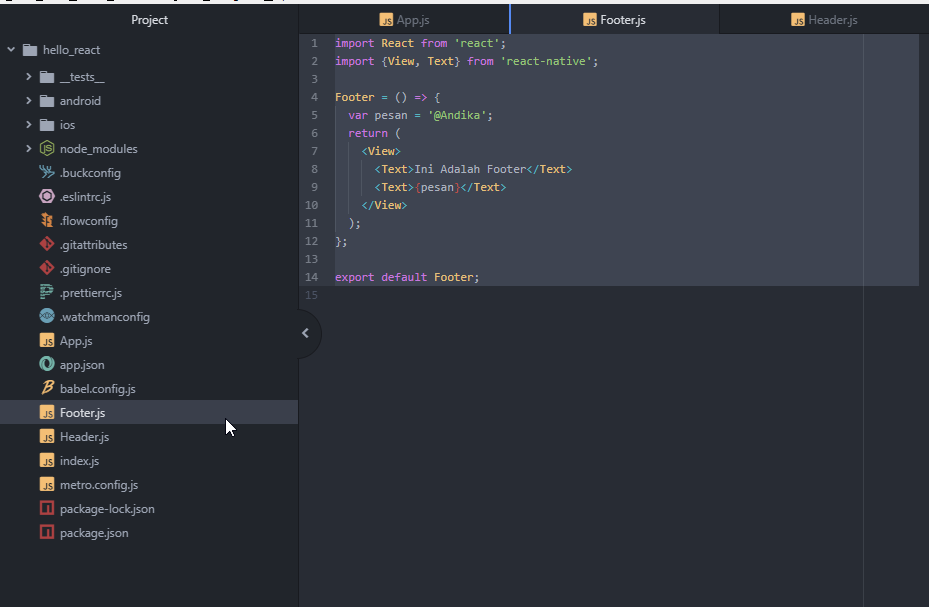 Project
hello_react
__tests__
android
ios
node_modules
.buckconfig
.eslintrc.js
.flowconfig
.gitattributes
.gitignore
.prettierrc.js
.watchmanconfig
App.js
app.json
babel.config.js
Footer.js
Header.js
index.js
metro.config.js
package-lock.json
package.json
App.js Footer.js Header.js
1 import React from 'react';
2 import {View, Text} from 'react-native';
3
4 Footer = () => {
5 var pesan = '@Andika';
6 return (
7 <View>
8 <Text>Ini Adalah Footer</Text>
9 <Text>{pesan}</Text>
10 </View>
11 );
12 };
13
14 export default Footer;
15